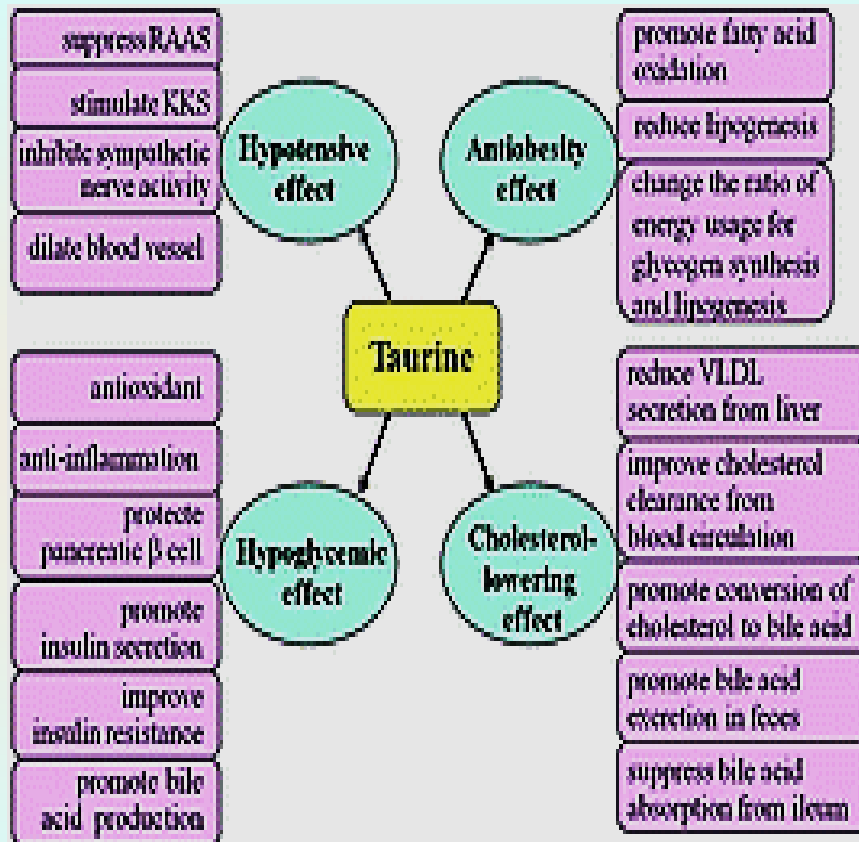 suppress RAAS
stimulate KKS
inhibite sympathetic
nerve activity
dilate blood vessel
Hypotensive
effect
Antiobesity
effect
promote fatty acid
oxidation
reduce lipogenesis
change the ratio of
energy usage for
glycogen synthesis
and lipogenesis
Taurine
antioxidant
anti-inflammation
protecte
pancreatic β cell
promote
insulin secretion
improve
insulin resistance
promote bile
acid production
Hypoglycemic
effect
Cholesterol-
lowering
effect
reduce VLDL
secretion from liver
improve cholesterol
clearance from
blood circulation
promote conversion of
cholesterol to bile acid
promote bile acid
excretion in feces
suppress bile acid
absorption from ileum